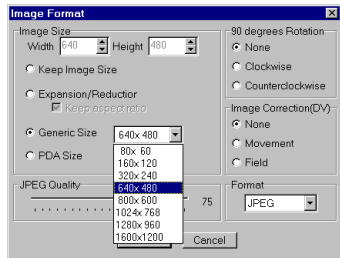 Image Format
Image Size
Width 640 Height 480
Keep Image Size
Expansion/Reduction
Keep aspect ratio
Generic Size 640x 480
PDA Size
80x 60
160x 120
320x 240
640x 480
800x 600
1024x 768
1280x 960
1600x1200
JPEG Quality
75
90 degrees Rotation
None
Clockwise
Counterclockwise
Image Correction(DV)
None
Movement
Field
Format
JPEG
Cancel